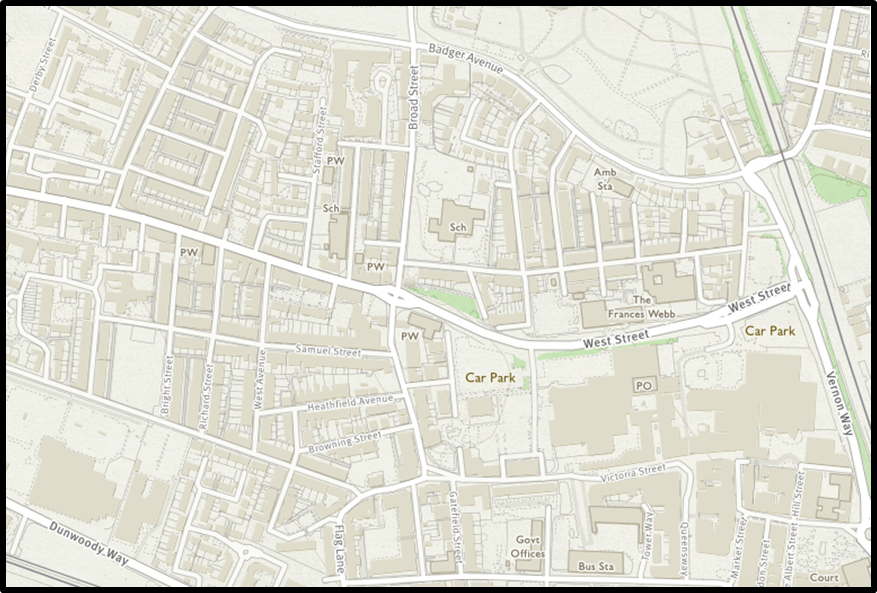 Derby Street
Badger Avenue
Broad Street
Stafford Street
PW
Amb
Sta
Sch
Sch
PW
PW
The
Frances Webb
West Street
West Street
Car Park
PW
Samuel Street
Car Park
PO
Bright Street
Richard Street
West Avenue
Heathfield Avenue
Browning Street
Vernon Way
Victoria Street
Dunwoody Way
Flag Lane
Gatefield Street
Govt
Offices
Bus Sta
Tower Way
Queensway
Market Street
don Street
e Albert Street
Hill Street
Court